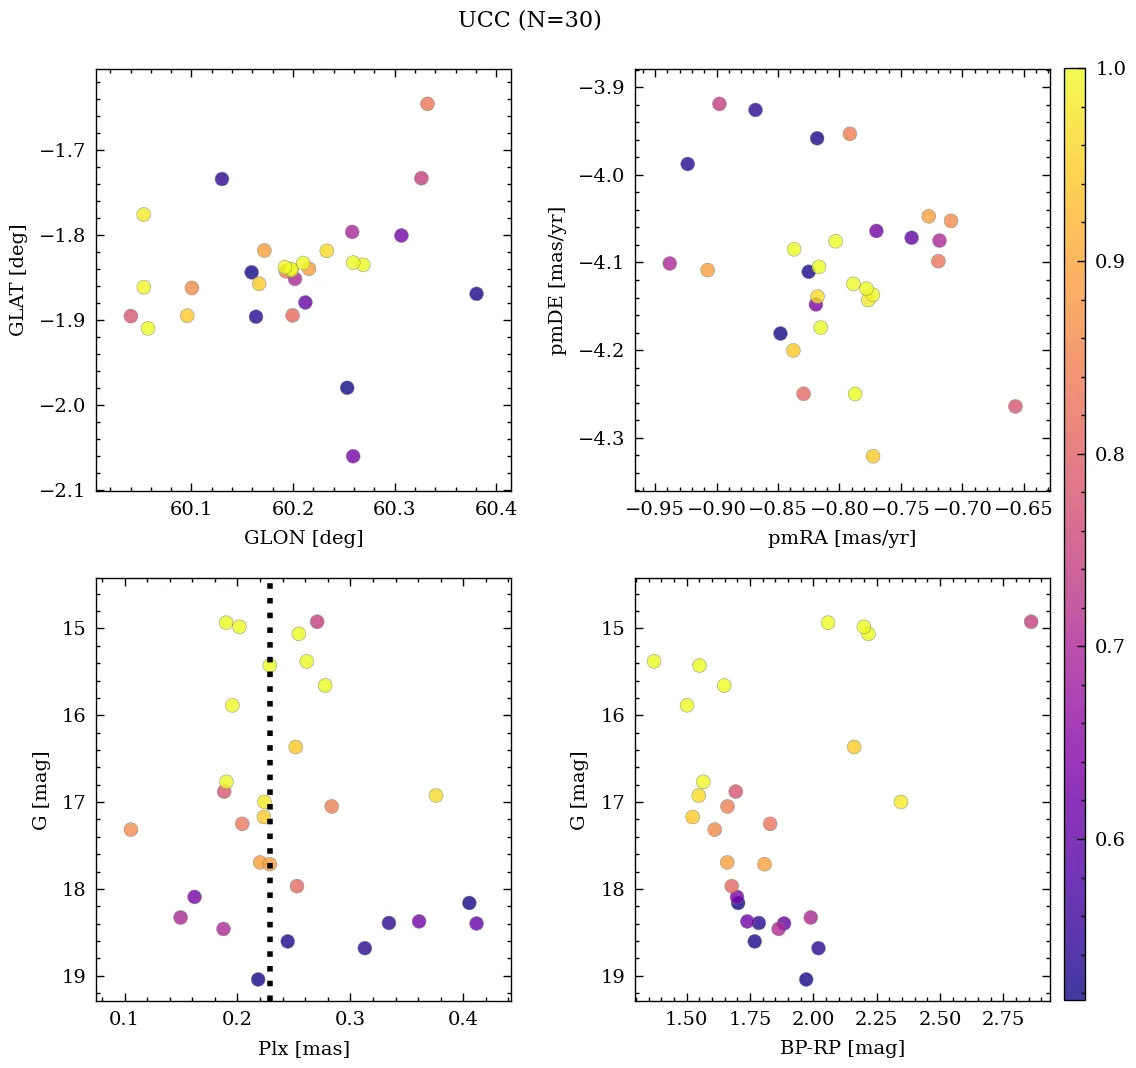 UCC (N=30)
−1.7
−1.8
−1.9
−2.0
−2.1
GLAT [deg]
60.1 60.2 60.3 60.4
GLON [deg]
−3.9
−4.0
−4.1
−4.2
−4.3
pmDE [mas/yr]
−0.95 −0.90 −0.85 −0.80 −0.75 −0.70 −0.65
pmRA [mas/yr]
15
16
17
18
19
G [mag]
0.1 0.2 0.3 0.4
Plx [mas]
15
16
17
18
19
G [mag]
1.50 1.75 2.00 2.25 2.50 2.75
BP-RP [mag]
1.0
0.9
0.8
0.7
0.6